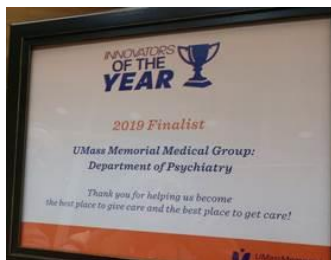 INNOVATORS
OF THE
YEAR
2019 Finalist
UMass Memorial Medical Group:
Department of Psychiatry
Thank you for helping us become
the best place to give care and the best place to get care!